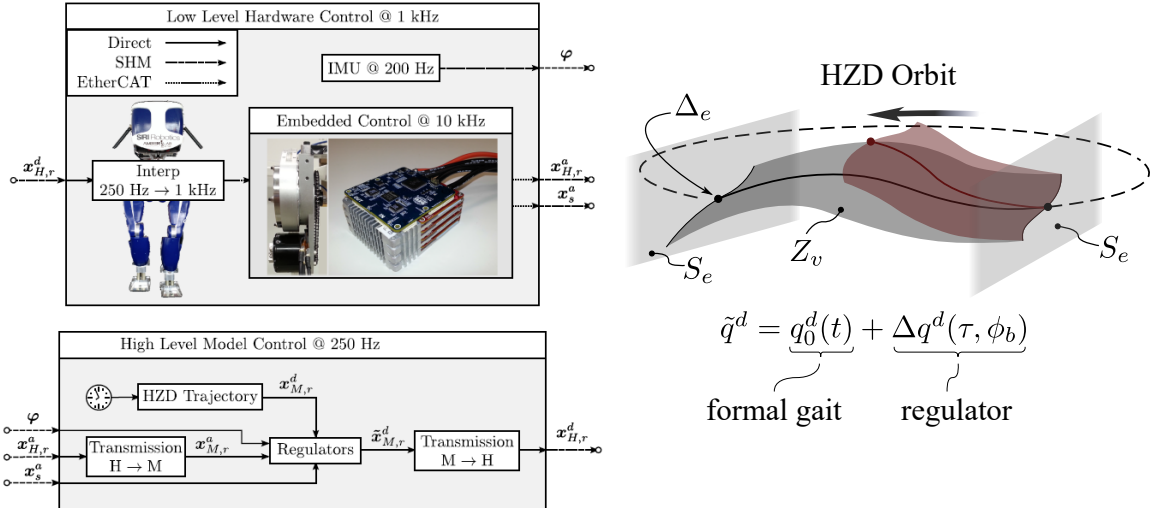 Low Level Hardware Control @ 1 kHz
Direct
SHM
EtherCAT
IMU @ 200 Hz
φ
SIRI Robotics
Embedded Control @ 10 kHz
x^d_{H,r}
Interp
250 Hz → 1 kHz
x^a_{H,r}
x^a_s
High Level Model Control @ 250 Hz
HZD Trajectory
x^d_{M,r}
φ
x^a_{H,r}
Transmission
H → M
x^a_{M,r}
Regulators
x̃^d_{M,r}
Transmission
M → H
x^d_{H,r}
x^a_s
HZD Orbit
Δ_e
S_e
Z_v
S_e
q̃^d = q^d_0(t) + Δq^d(τ, ϕ_b)
formal gait
regulator